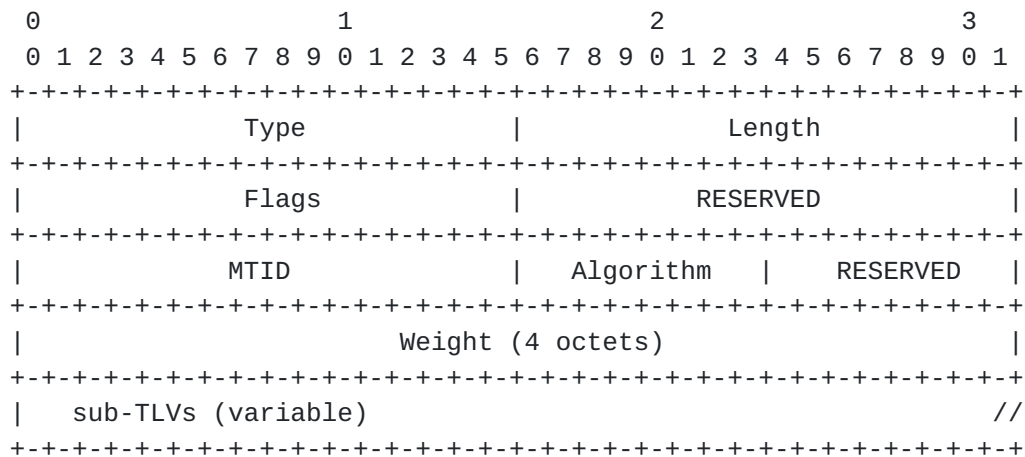 0                   1                   2                   3
 0 1 2 3 4 5 6 7 8 9 0 1 2 3 4 5 6 7 8 9 0 1 2 3 4 5 6 7 8 9 0 1
+-+-+-+-+-+-+-+-+-+-+-+-+-+-+-+-+-+-+-+-+-+-+-+-+-+-+-+-+-+-+-+-+
|              Type             |             Length            |
+-+-+-+-+-+-+-+-+-+-+-+-+-+-+-+-+-+-+-+-+-+-+-+-+-+-+-+-+-+-+-+-+
|              Flags            |           RESERVED            |
+-+-+-+-+-+-+-+-+-+-+-+-+-+-+-+-+-+-+-+-+-+-+-+-+-+-+-+-+-+-+-+-+
|             MTID              |   Algorithm   |    RESERVED   |
+-+-+-+-+-+-+-+-+-+-+-+-+-+-+-+-+-+-+-+-+-+-+-+-+-+-+-+-+-+-+-+-+
|                        Weight (4 octets)                      |
+-+-+-+-+-+-+-+-+-+-+-+-+-+-+-+-+-+-+-+-+-+-+-+-+-+-+-+-+-+-+-+-+
|   sub-TLVs (variable)                                        //
+-+-+-+-+-+-+-+-+-+-+-+-+-+-+-+-+-+-+-+-+-+-+-+-+-+-+-+-+-+-+-+-+